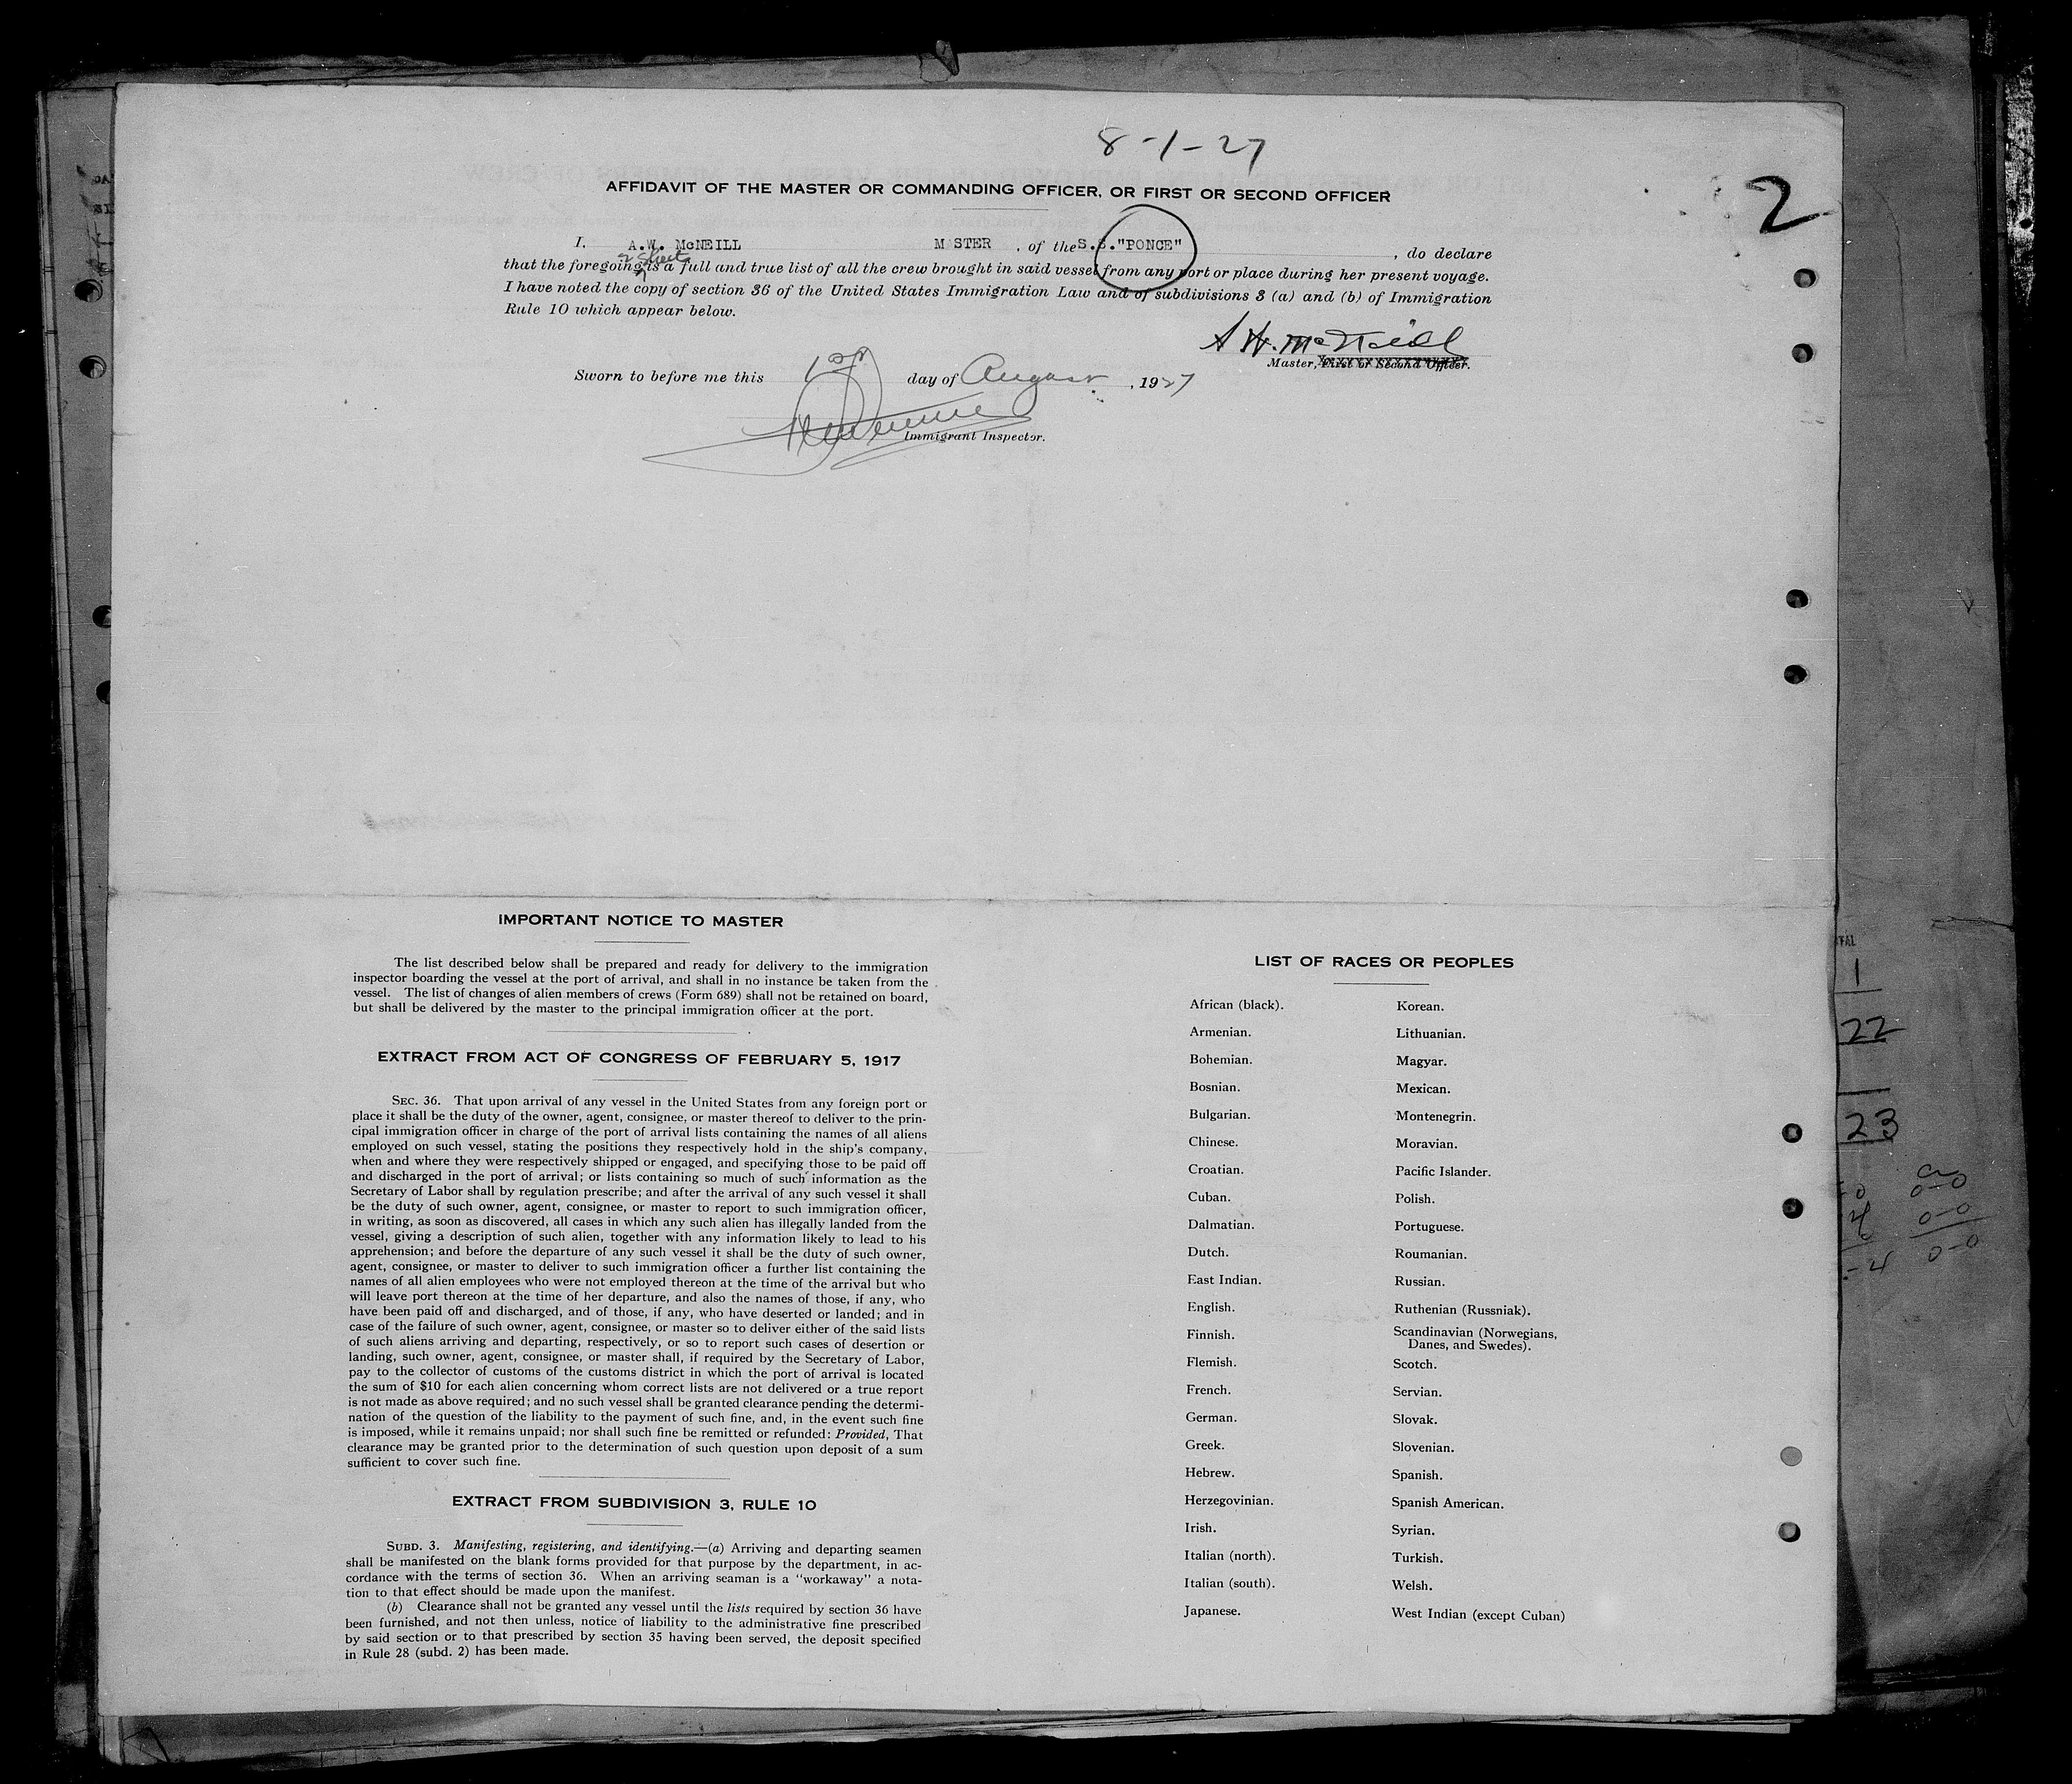 8-1-27
2
AFFIDAVIT OF THE MASTER OR COMMANDING OFFICER, OR FIRST OR SECOND OFFICER
I, A.W. McNEILL M STER , of the S.S. "PONCE" , do declare
2 sheets
that the foregoing is a full and true list of all the crew brought in said vessel from any port or place during her present voyage.
I have noted the copy of section 36 of the United States Immigration Law and of subdivisions 3 (a) and (b) of Immigration
Rule 10 which appear below.
A W. McNeill
Master, First or Second Officer.
Sworn to before me this 1st day of August , 1927
Immigrant Inspector.
IMPORTANT NOTICE TO MASTER
The list described below shall be prepared and ready for delivery to the immigration
inspector boarding the vessel at the port of arrival, and shall in no instance be taken from the
vessel. The list of changes of alien members of crews (Form 689) shall not be retained on board,
but shall be delivered by the master to the principal immigration officer at the port.
EXTRACT FROM ACT OF CONGRESS OF FEBRUARY 5, 1917
SEC. 36. That upon arrival of any vessel in the United States from any foreign port or
place it shall be the duty of the owner, agent, consignee, or master thereof to deliver to the prin-
cipal immigration officer in charge of the port of arrival lists containing the names of all aliens
employed on such vessel, stating the positions they respectively hold in the ship's company,
when and where they were respectively shipped or engaged, and specifying those to be paid off
and discharged in the port of arrival; or lists containing so much of such information as the
Secretary of Labor shall by regulation prescribe; and after the arrival of any such vessel it shall
be the duty of such owner, agent, consignee, or master to report to such immigration officer,
in writing, as soon as discovered, all cases in which any such alien has illegally landed from the
vessel, giving a description of such alien, together with any information likely to lead to his
apprehension; and before the departure of any such vessel it shall be the duty of such owner,
agent, consignee, or master to deliver to such immigration officer a further list containing the
names of all alien employees who were not employed thereon at the time of the arrival but who
will leave port thereon at the time of her departure, and also the names of those, if any, who
have been paid off and discharged, and of those, if any, who have deserted or landed; and in
case of the failure of such owner, agent, consignee, or master so to deliver either of the said lists
of such aliens arriving and departing, respectively, or so to report such cases of desertion or
landing, such owner, agent, consignee, or master shall, if required by the Secretary of Labor,
pay to the collector of customs of the customs district in which the port of arrival is located
the sum of $10 for each alien concerning whom correct lists are not delivered or a true report
is not made as above required; and no such vessel shall be granted clearance pending the determi-
nation of the question of the liability to the payment of such fine, and, in the event such fine
is imposed, while it remains unpaid; nor shall such fine be remitted or refunded: Provided, That
clearance may be granted prior to the determination of such question upon deposit of a sum
sufficient to cover such fine.
EXTRACT FROM SUBDIVISION 3, RULE 10
SUBD. 3. Manifesting, registering, and identifying.—(a) Arriving and departing seamen
shall be manifested on the blank forms provided for that purpose by the department, in ac-
cordance with the terms of section 36. When an arriving seaman is a "workaway" a nota-
tion to that effect should be made upon the manifest.
(b) Clearance shall not be granted any vessel until the lists required by section 36 have
been furnished, and not then unless, notice of liability to the administrative fine prescribed
by said section or to that prescribed by section 35 having been served, the deposit specified
in Rule 28 (subd. 2) has been made.
LIST OF RACES OR PEOPLES
African (black). Korean.
Armenian. Lithuanian.
Bohemian. Magyar.
Bosnian. Mexican.
Bulgarian. Montenegrin.
Chinese. Moravian.
Croatian. Pacific Islander.
Cuban. Polish.
Dalmatian. Portuguese.
Dutch. Roumanian.
East Indian. Russian.
English. Ruthenian (Russniak).
Finnish. Scandinavian (Norwegians,
Danes, and Swedes).
Flemish. Scotch.
French. Servian.
German. Slovak.
Greek. Slovenian.
Hebrew. Spanish.
Herzegovinian. Spanish American.
Irish. Syrian.
Italian (north). Turkish.
Italian (south). Welsh.
Japanese. West Indian (except Cuban)
1
22
23
0-0
0-0
0-0